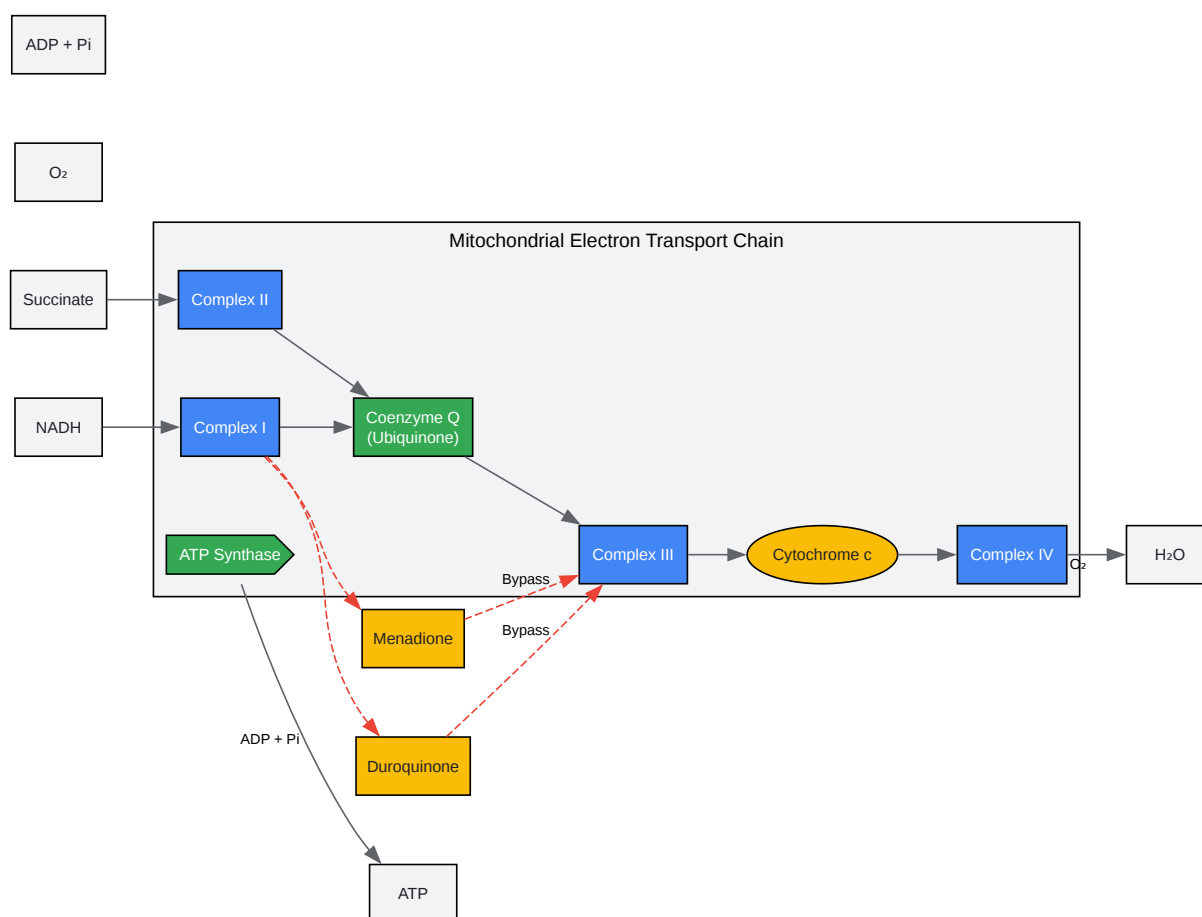 ADP + Pi
O₂
Mitochondrial Electron Transport Chain
Succinate
Complex II
NADH
Complex I
Coenzyme Q
(Ubiquinone)
ATP Synthase
Complex III
Cytochrome c
Complex IV
O₂
H₂O
Bypass
Menadione
Bypass
ADP + Pi
Duroquinone
ATP